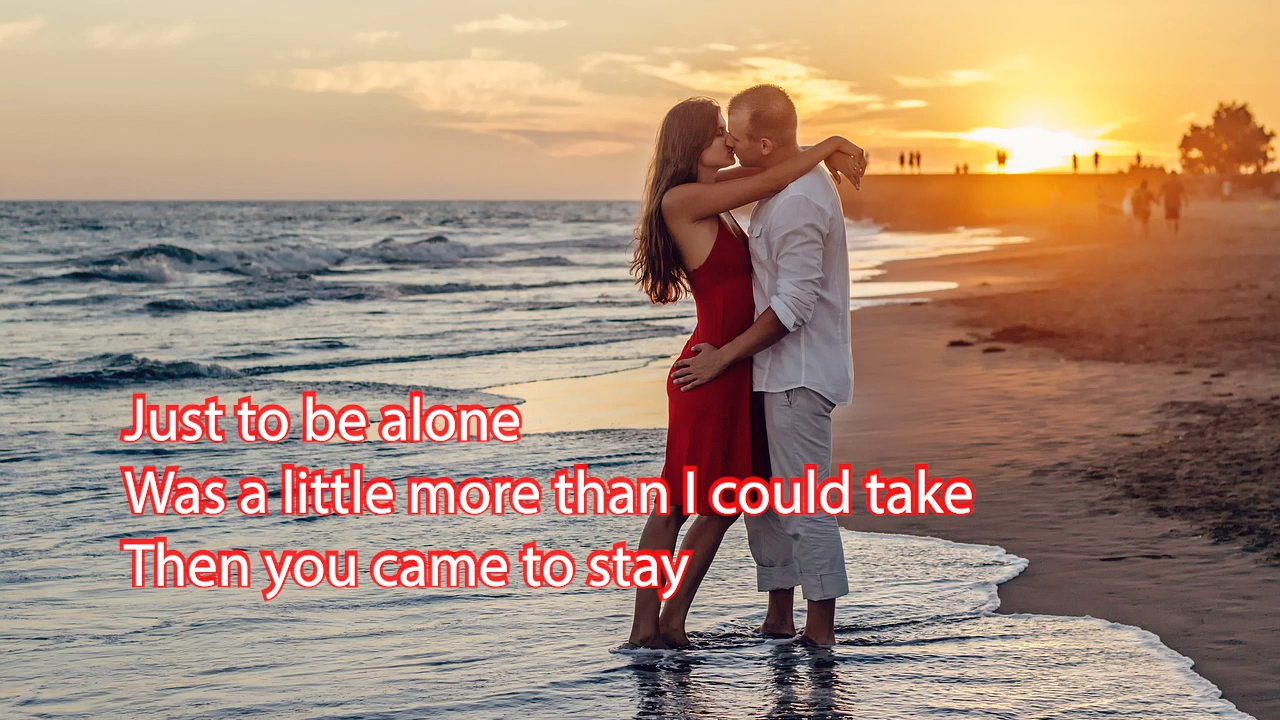 Just to be alone
Was a little more than I could take
Then you came to stay